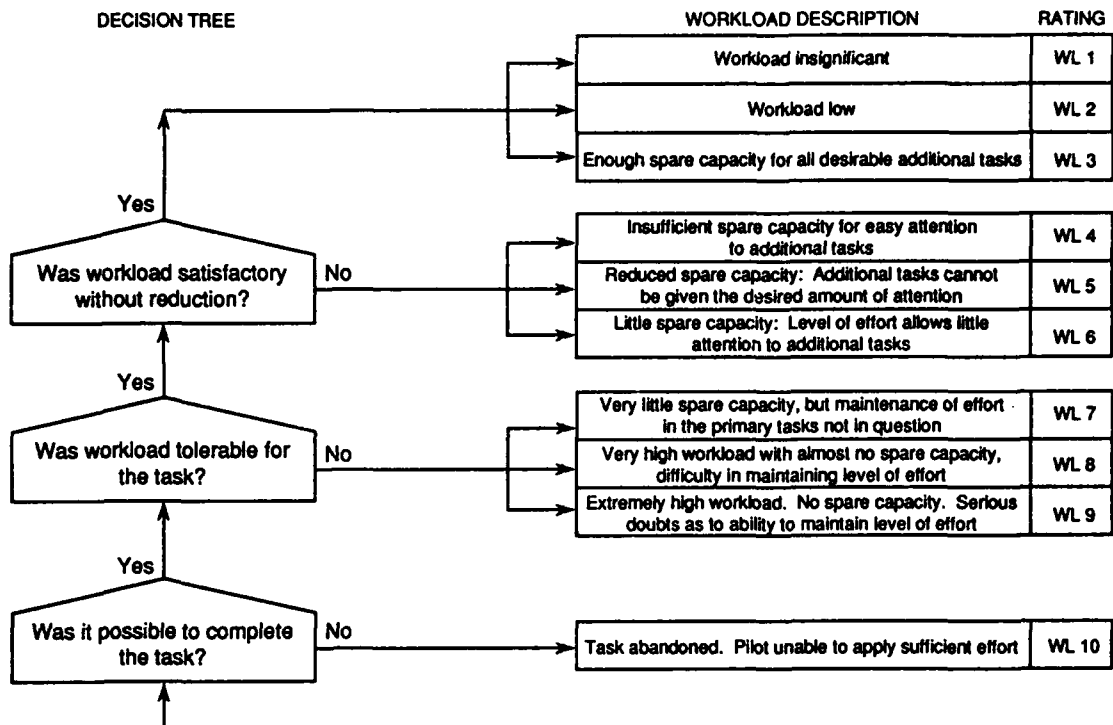 DECISION TREE
WORKLOAD DESCRIPTION
RATING
Workload insignificant
WL 1
Workload low
WL 2
Enough spare capacity for all desirable additional tasks
WL 3
Yes
Was workload satisfactory
without reduction?
No
Insufficient spare capacity for easy attention
to additional tasks
WL 4
Reduced spare capacity: Additional tasks cannot
be given the desired amount of attention
WL 5
Little spare capacity: Level of effort allows little
attention to additional tasks
WL 6
Yes
Was workload tolerable for
the task?
No
Very little spare capacity, but maintenance of effort
in the primary tasks not in question
WL 7
Very high workload with almost no spare capacity,
difficulty in maintaining level of effort
WL 8
Extremely high workload. No spare capacity. Serious
doubts as to ability to maintain level of effort
WL 9
Yes
Was it possible to complete
the task?
No
Task abandoned. Pilot unable to apply sufficient effort
WL 10